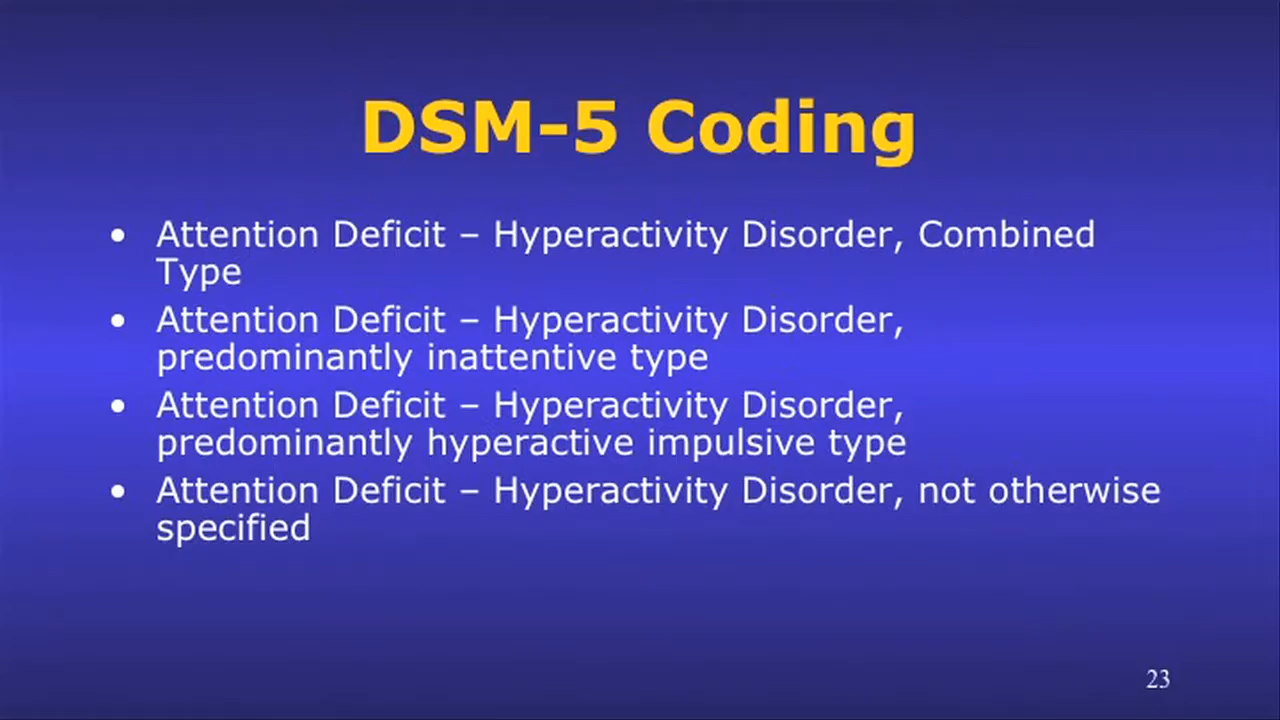 DSM-5 Coding
• Attention Deficit – Hyperactivity Disorder, Combined
Type
• Attention Deficit – Hyperactivity Disorder,
predominantly inattentive type
• Attention Deficit – Hyperactivity Disorder,
predominantly hyperactive impulsive type
• Attention Deficit – Hyperactivity Disorder, not otherwise
specified
23